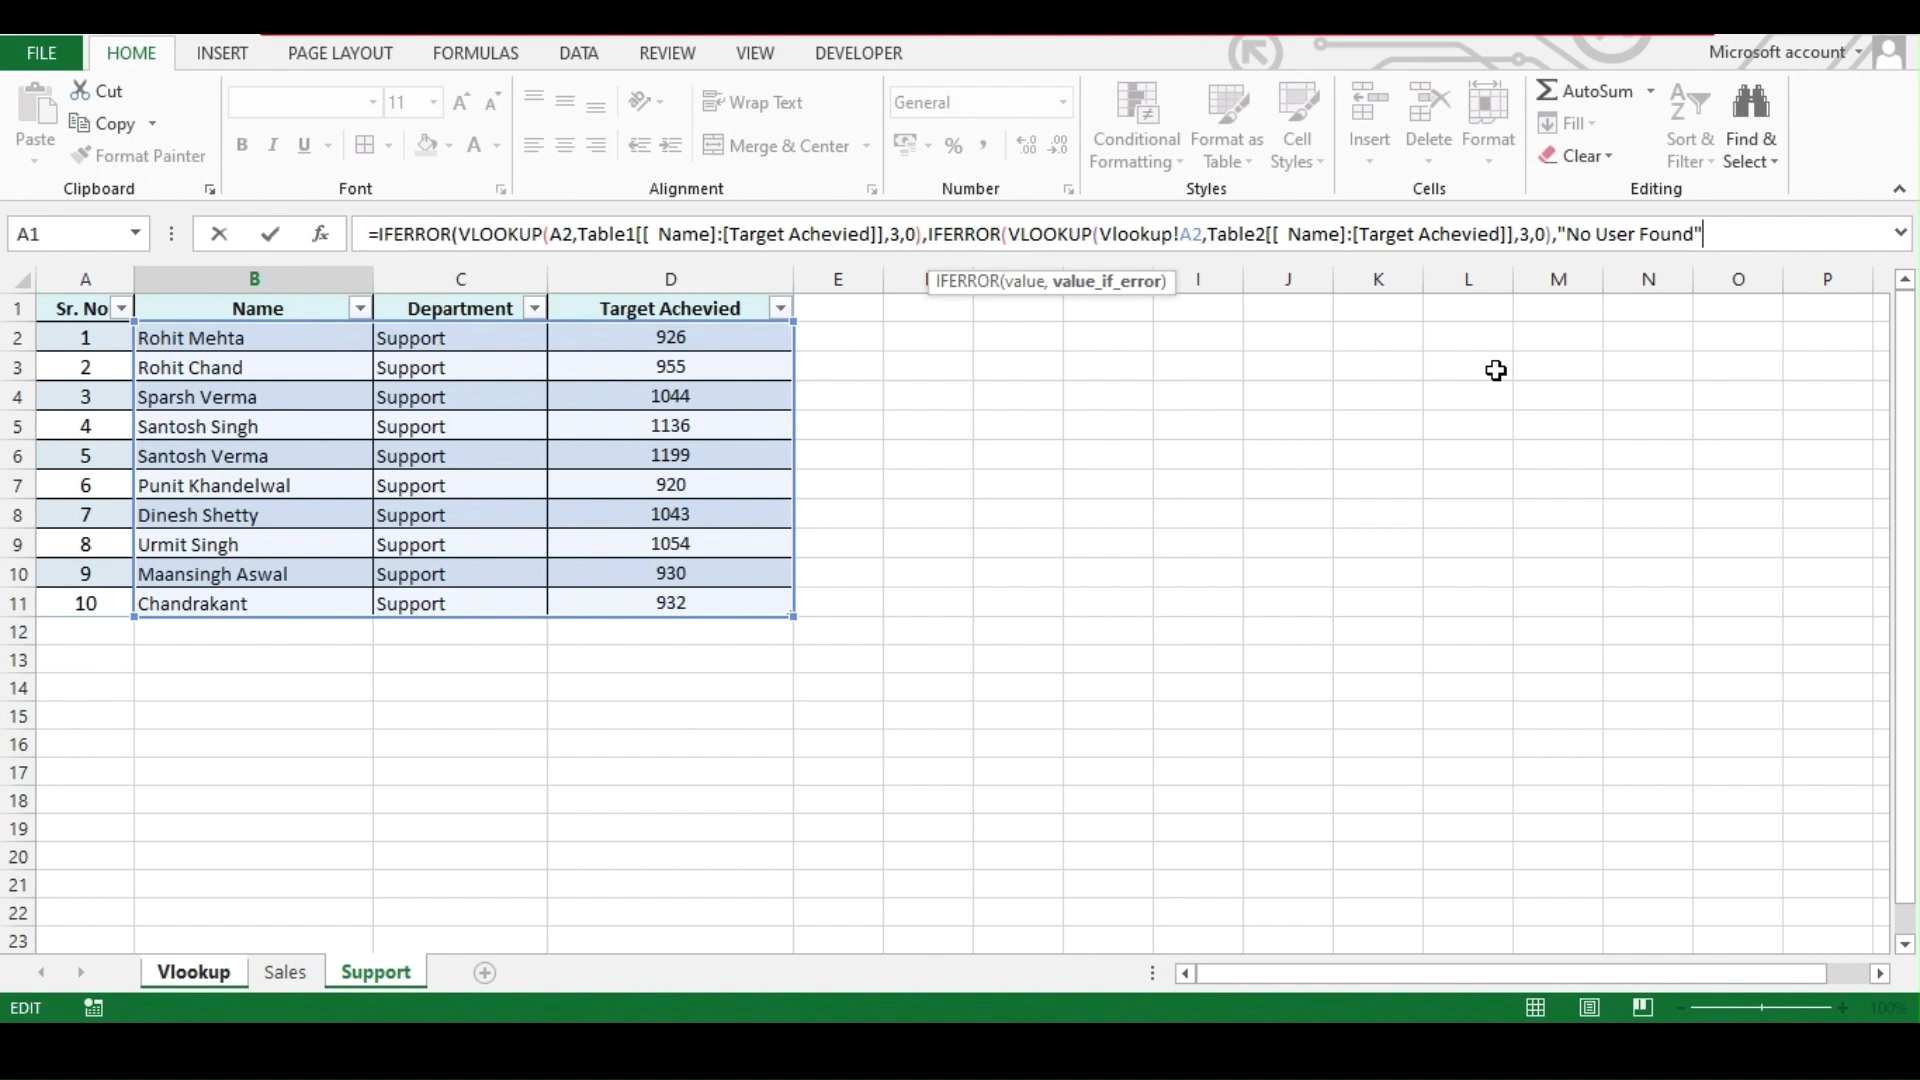 FILE HOME INSERT PAGE LAYOUT FORMULAS DATA REVIEW VIEW DEVELOPER Microsoft account
Cut
Copy
Format Painter
Paste
Clipboard
11
B I U A
Font
Wrap Text
Merge & Center
Alignment
General
% ,
Number
Conditional Formatting
Format as Table
Cell Styles
Styles
Insert Delete Format
Cells
AutoSum
Fill
Clear
Sort & Filter
Find & Select
Editing
A1 fx =IFERROR(VLOOKUP(A2,Table1[[ Name]:[Target Achevied]],3,0),IFERROR(VLOOKUP(Vlookup!A2,Table2[[ Name]:[Target Achevied]],3,0),"No User Found"
IFERROR(value, value_if_error)
A B C D E I J K L M N O P
1 Sr. No Name Department Target Achevied
2 1 Rohit Mehta Support 926
3 2 Rohit Chand Support 955
4 3 Sparsh Verma Support 1044
5 4 Santosh Singh Support 1136
6 5 Santosh Verma Support 1199
7 6 Punit Khandelwal Support 920
8 7 Dinesh Shetty Support 1043
9 8 Urmit Singh Support 1054
10 9 Maansingh Aswal Support 930
11 10 Chandrakant Support 932
12
13
14
15
16
17
18
19
20
21
22
23
Vlookup Sales Support
EDIT 100%